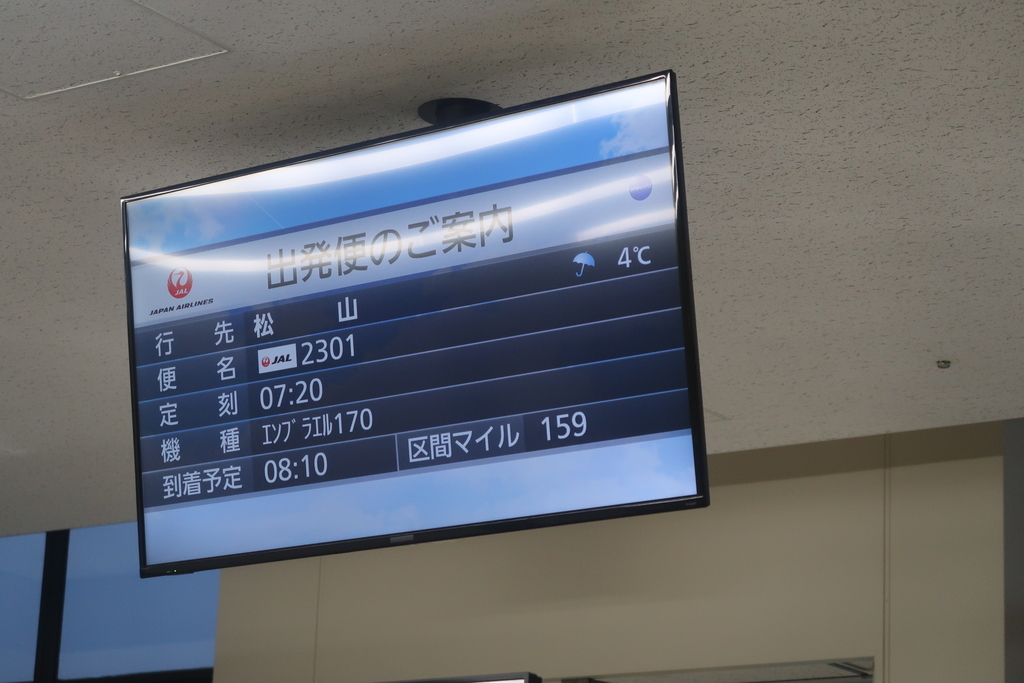 出発便のご案内
JAL
JAPAN AIRLINES
行先 松山 4℃
便名 JAL 2301
定刻 07:20
機種 エンブラエル170
到着予定 08:10 区間マイル 159